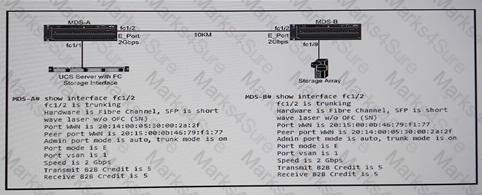 MDS-A
fc1/2
E_Port
2Gbps
fc1/1
10KM
MDS-B
fc1/2
E_Port
2Gbps
fc1/9
UCS Server with FC
Storage Interface
Storage Array
MDS-A# show interface fc1/2
fc1/2 is trunking
Hardware is Fibre Channel, SFP is short
wave laser w/o OFC (SN)
Port WWN is 20:14:00:05:30:00:2a:2f
Peer port WWN is 20:15:00:0b:46:79:f1:77
Admin port mode is auto, trunk mode is on
Port mode is E
Port vsan is 1
Speed is 2 Gbps
Transmit B2B Credit is 5
Receive B2B Credit is 5
MDS-B# show interface fc1/2
fc1/2 is trunking
Hardware is Fibre Channel, SFP is short
wave laser w/o OFC (SN)
Port WWN is 20:15:00:0b:46:79:f1:77
Peer port WWN is 20:14:00:05:30:00:2a:2f
Admin port mode is auto, trunk mode is on
Port mode is E
Port vsan is 1
Speed is 2 Gbps
Transmit B2B Credit is 5
Receive B2B Credit is 5
Marks4Sure